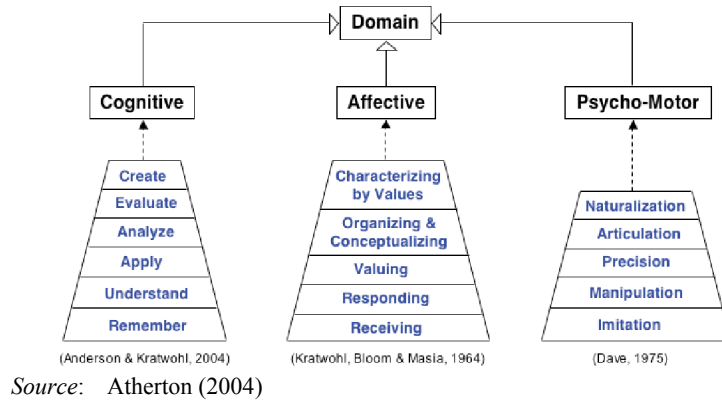 Domain
Cognitive
Affective
Psycho-Motor
Create
Evaluate
Analyze
Apply
Understand
Remember
(Anderson & Kratwohl, 2004)
Characterizing
by Values
Organizing &
Conceptualizing
Valuing
Responding
Receiving
(Kratwohl, Bloom & Masia, 1964)
Naturalization
Articulation
Precision
Manipulation
Imitation
(Dave, 1975)
Source: Atherton (2004)